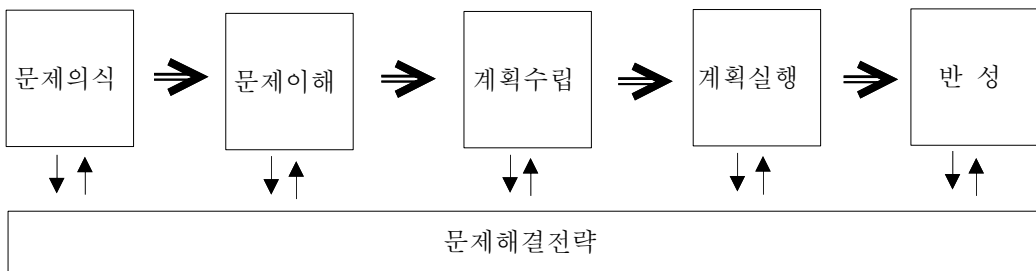 문제의식
문제이해
계획수립
계획실행
반 성
문제해결전략